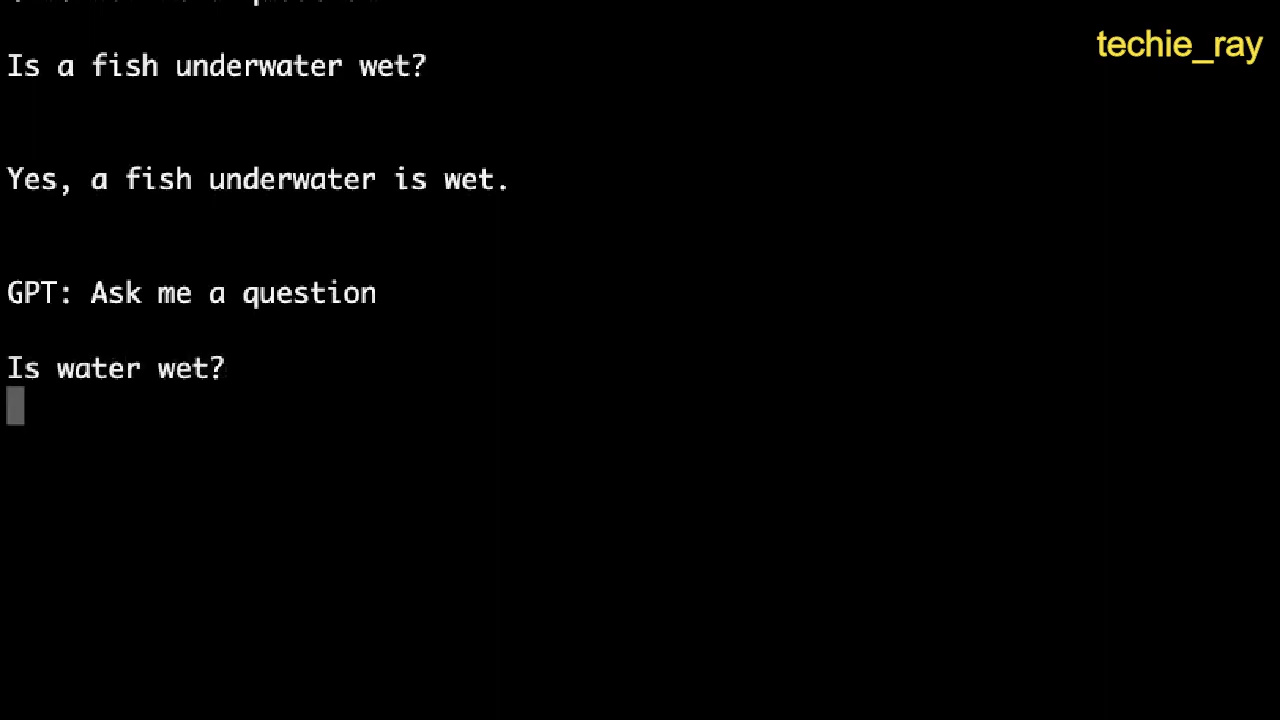 techie_ray
Is a fish underwater wet?
Yes, a fish underwater is wet.
GPT: Ask me a question
Is water wet?